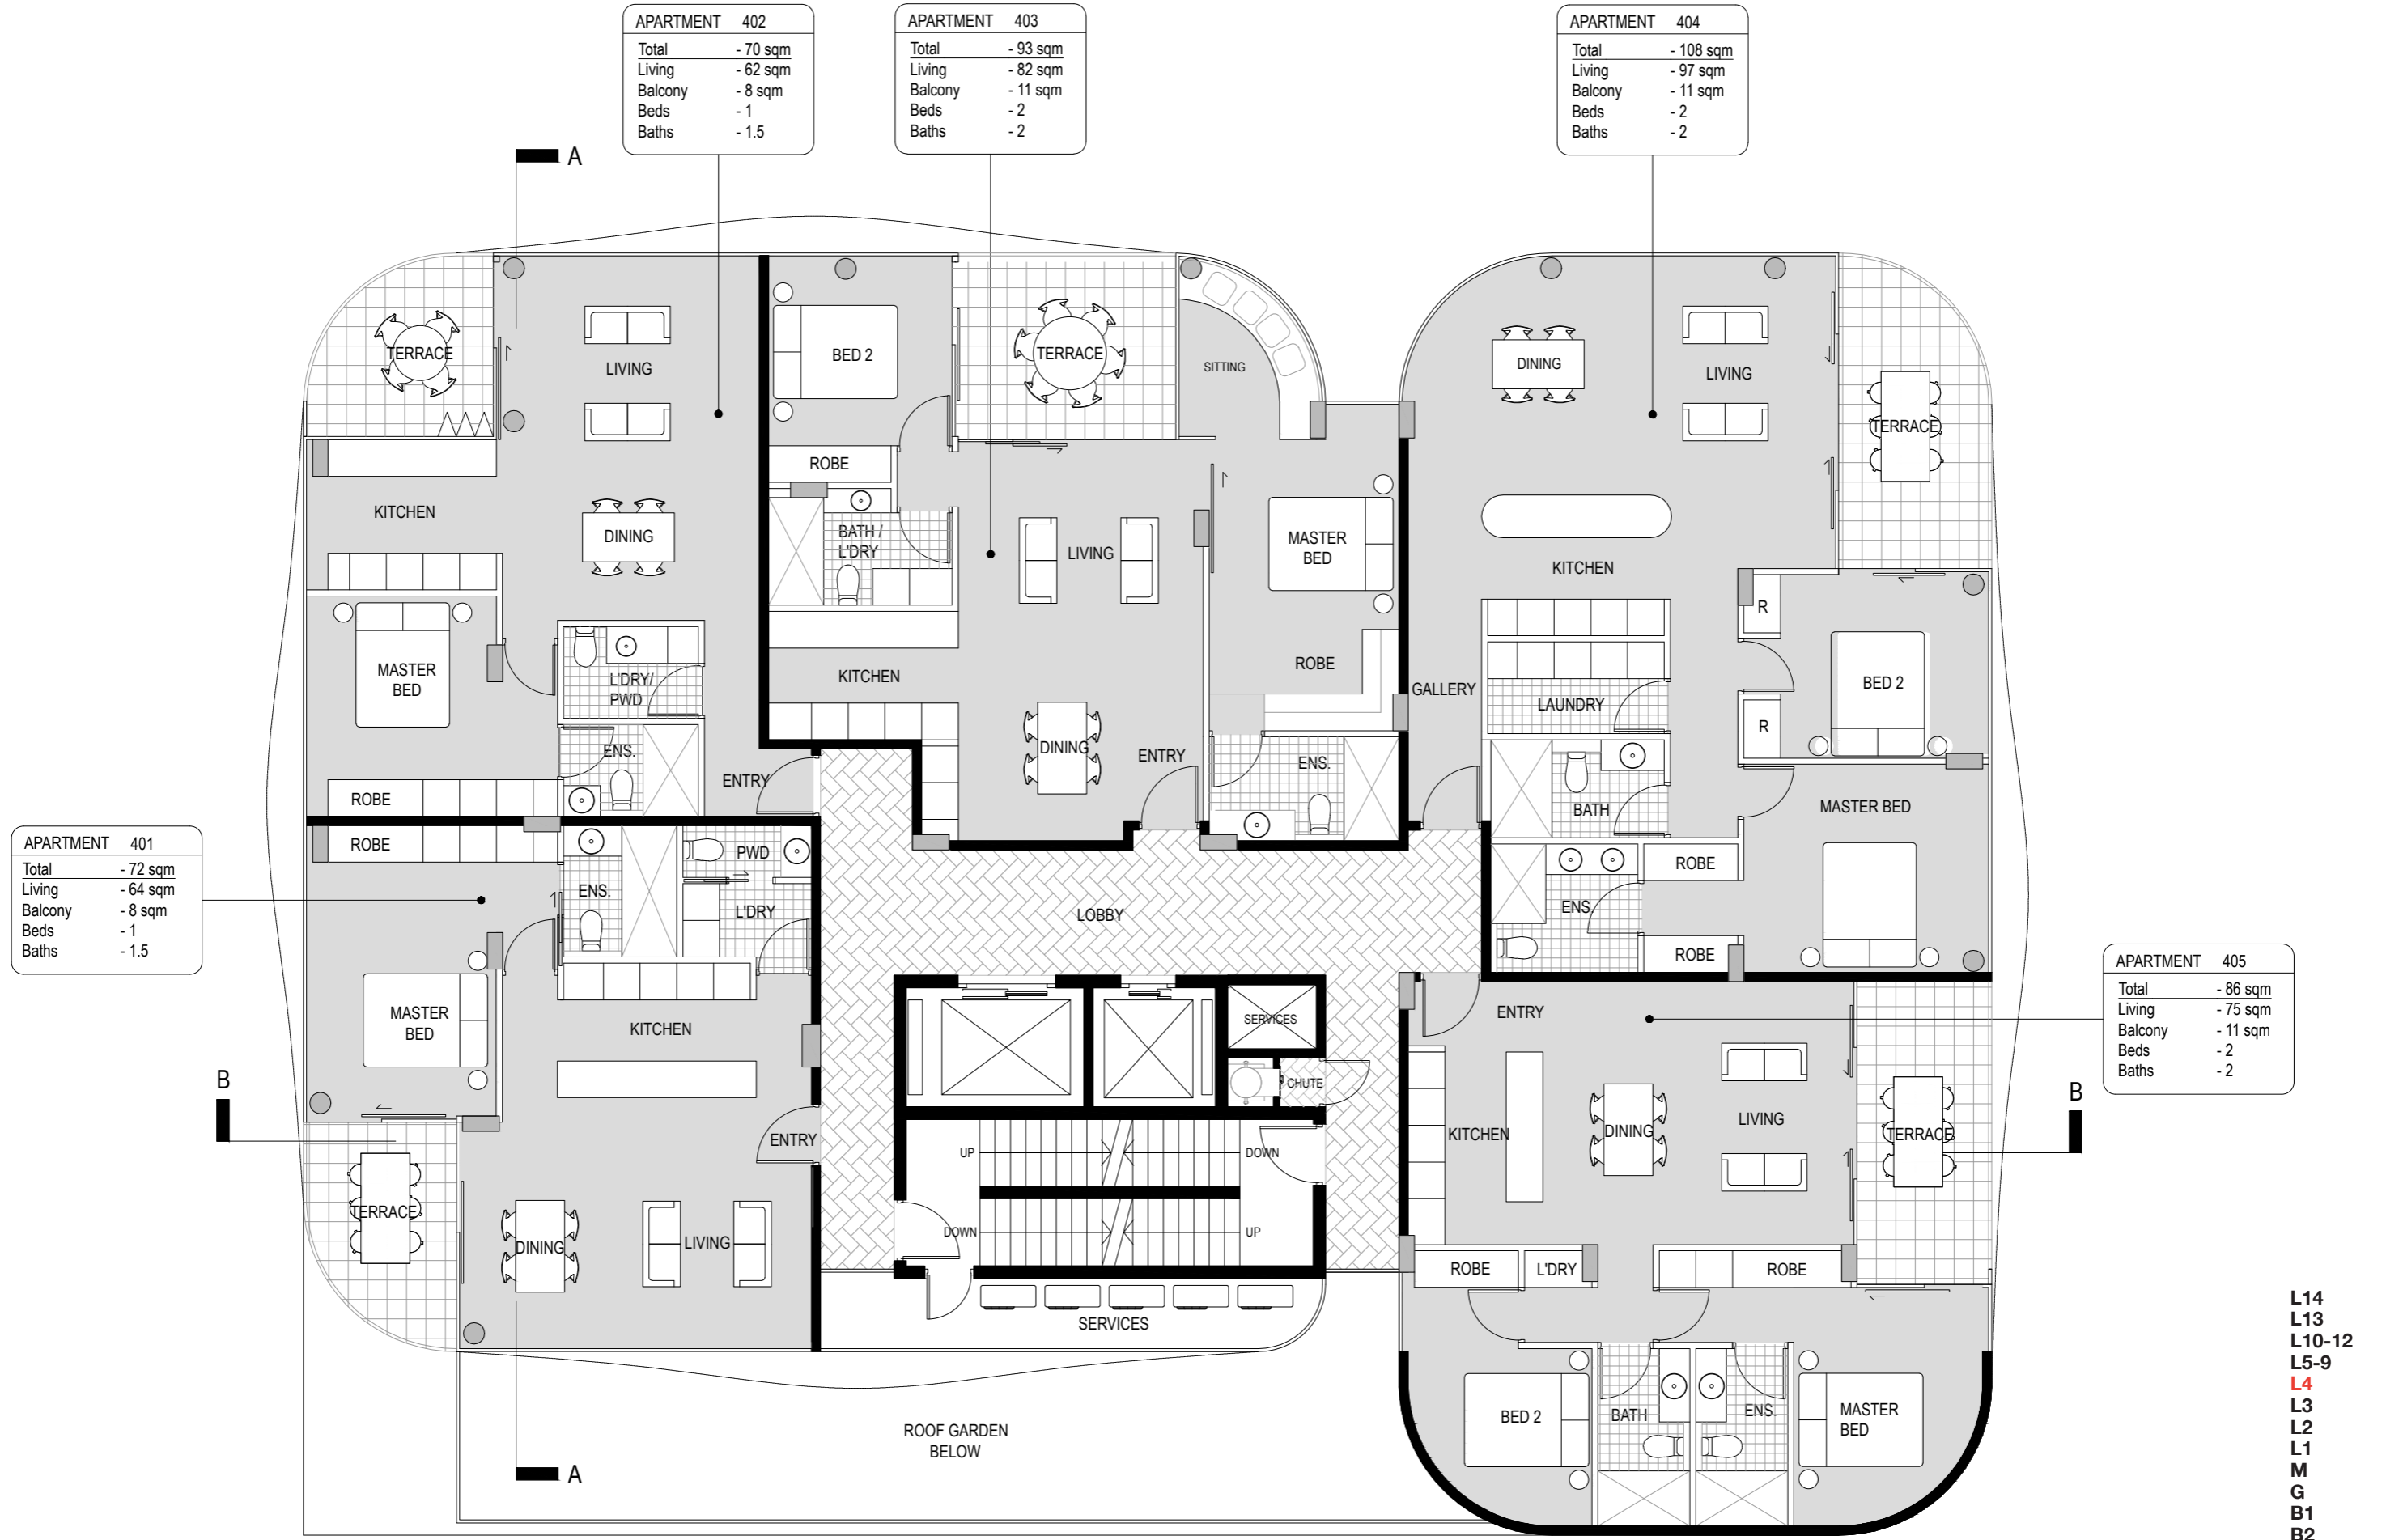 APARTMENT 402
Total - 70 sqm
Living - 62 sqm
Balcony - 8 sqm
Beds - 1
Baths - 1.5
APARTMENT 403
Total - 93 sqm
Living - 82 sqm
Balcony - 11 sqm
Beds - 2
Baths - 2
APARTMENT 404
Total - 108 sqm
Living - 97 sqm
Balcony - 11 sqm
Beds - 2
Baths - 2
A
TERRACE
LIVING
KITCHEN
DINING
MASTER
BED
L'DRY/
PWD
ENS.
ROBE
ENTRY
BED 2
TERRACE
SITTING
ROBE
BATH /
L'DRY
LIVING
MASTER
BED
KITCHEN
ROBE
DINING
ENTRY
ENS.
DINING
LIVING
TERRACE
KITCHEN
R
GALLERY
LAUNDRY
BED 2
R
BATH
MASTER BED
ROBE
ENS.
ROBE
APARTMENT 401
Total - 72 sqm
Living - 64 sqm
Balcony - 8 sqm
Beds - 1
Baths - 1.5
ROBE
ENS.
PWD
L'DRY
MASTER
BED
KITCHEN
B
ENTRY
TERRACE
DINING
LIVING
LOBBY
SERVICES
CHUTE
UP
DOWN
DOWN
UP
SERVICES
ROOF GARDEN
BELOW
A
APARTMENT 405
Total - 86 sqm
Living - 75 sqm
Balcony - 11 sqm
Beds - 2
Baths - 2
ENTRY
KITCHEN
DINING
LIVING
TERRACE
B
ROBE
L'DRY
ROBE
BED 2
BATH
ENS.
MASTER
BED
L14
L13
L10-12
L5-9
L4
L3
L2
L1
M
G
B1
B2